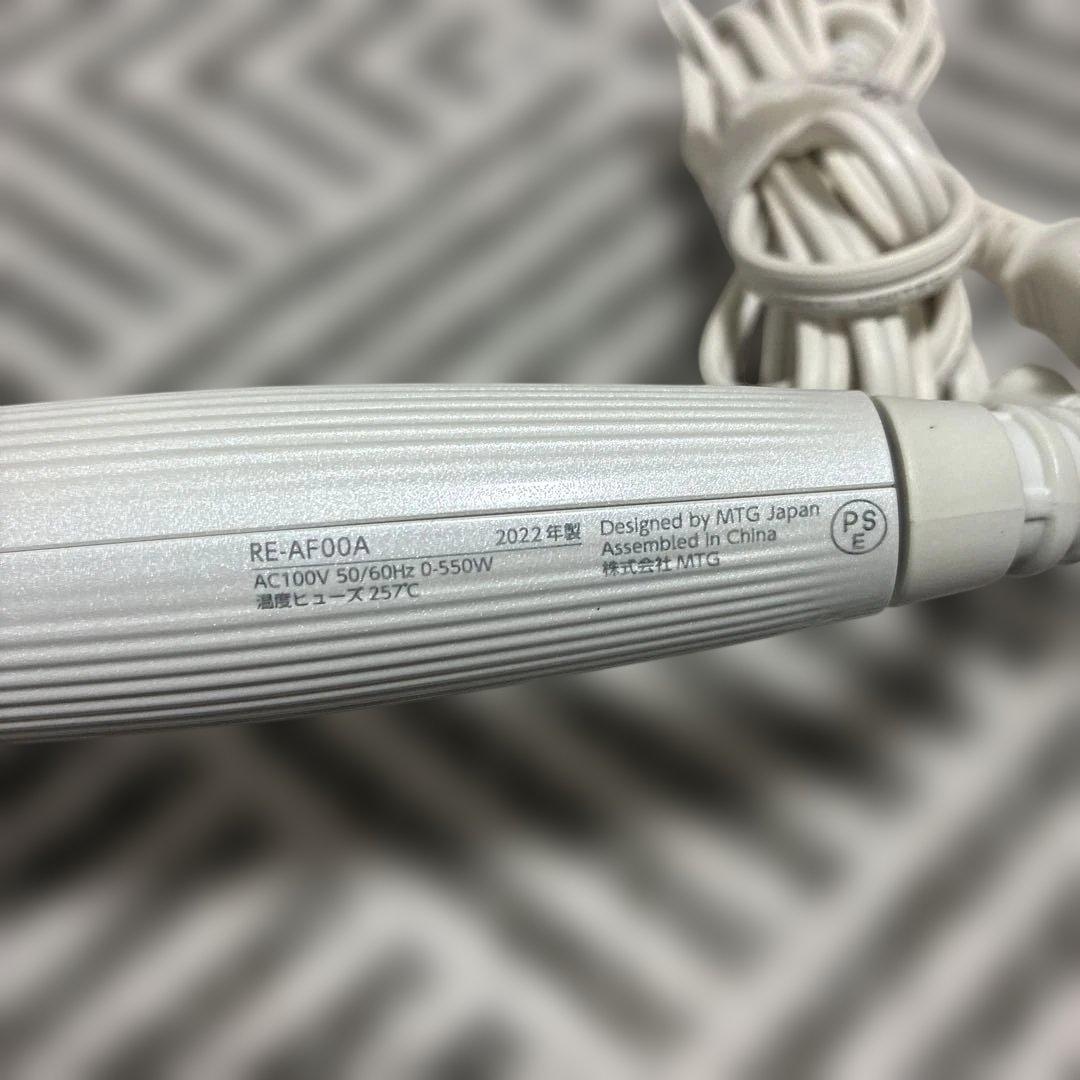 RE-AF00A 2022年製
AC100V 50/60Hz 0-550W
温度ヒューズ 257℃
Designed by MTG Japan
Assembled in China
株式会社 MTG
PS
E